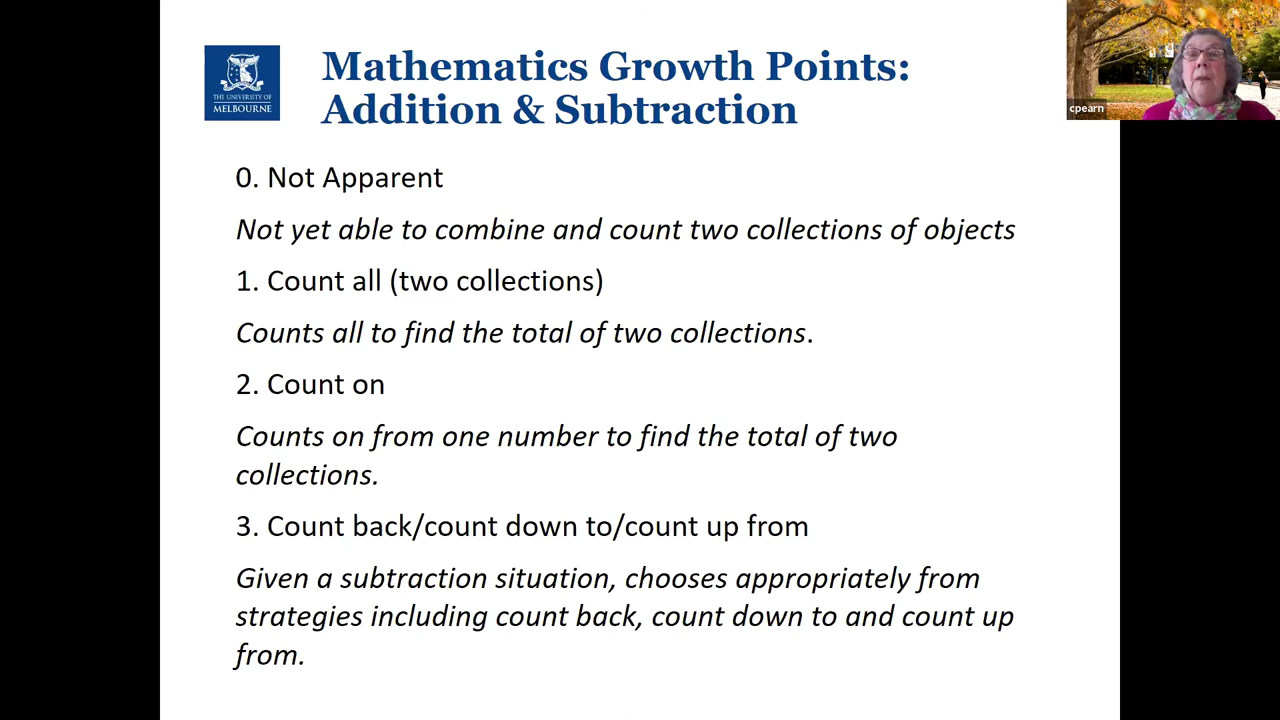 THE UNIVERSITY OF
MELBOURNE
Mathematics Growth Points:
Addition & Subtraction
cpearn
0. Not Apparent
Not yet able to combine and count two collections of objects
1. Count all (two collections)
Counts all to find the total of two collections.
2. Count on
Counts on from one number to find the total of two
collections.
3. Count back/count down to/count up from
Given a subtraction situation, chooses appropriately from
strategies including count back, count down to and count up
from.